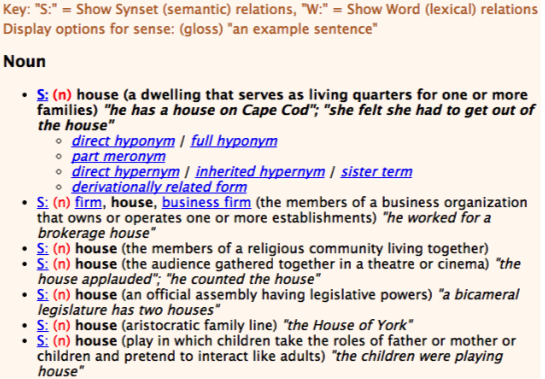 Key: "S:" = Show Synset (semantic) relations, "W:" = Show Word (lexical) relations
Display options for sense: (gloss) "an example sentence"
Noun
• S: (n) house (a dwelling that serves as living quarters for one or more
families) "he has a house on Cape Cod"; "she felt she had to get out of
the house"
◦ direct hyponym / full hyponym
◦ part meronym
◦ direct hypernym / inherited hypernym / sister term
◦ derivationally related form
• S: (n) firm, house, business firm (the members of a business organization
that owns or operates one or more establishments) "he worked for a
brokerage house"
• S: (n) house (the members of a religious community living together)
• S: (n) house (the audience gathered together in a theatre or cinema) "the
house applauded"; "he counted the house"
• S: (n) house (an official assembly having legislative powers) "a bicameral
legislature has two houses"
• S: (n) house (aristocratic family line) "the House of York"
• S: (n) house (play in which children take the roles of father or mother or
children and pretend to interact like adults) "the children were playing
house"